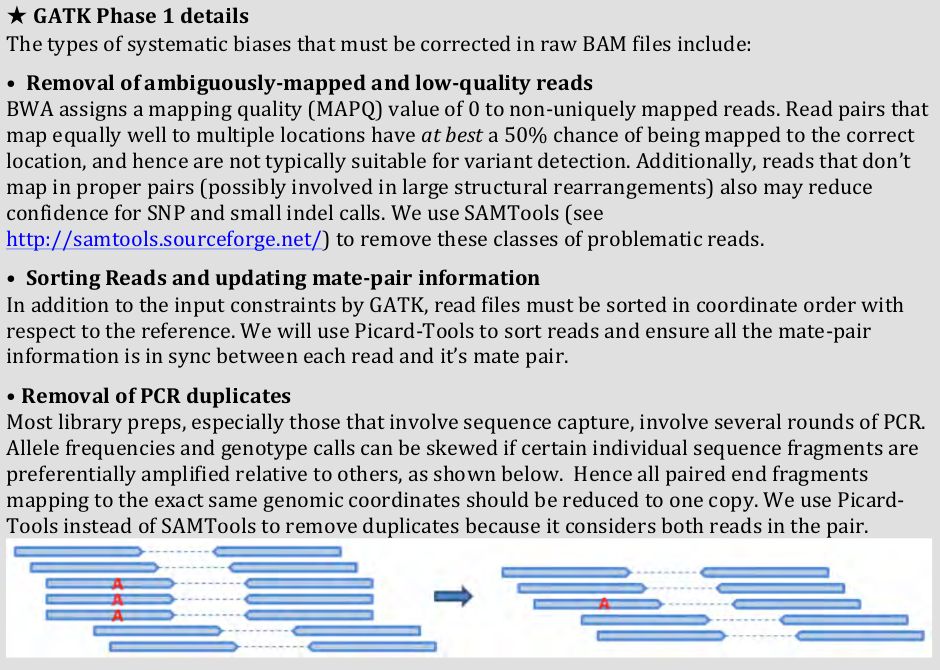 ★ GATK Phase 1 details
The types of systematic biases that must be corrected in raw BAM files include:
• Removal of ambiguously-mapped and low-quality reads
BWA assigns a mapping quality (MAPQ) value of 0 to non-uniquely mapped reads. Read pairs that
map equally well to multiple locations have at best a 50% chance of being mapped to the correct
location, and hence are not typically suitable for variant detection. Additionally, reads that don't
map in proper pairs (possibly involved in large structural rearrangements) also may reduce
confidence for SNP and small indel calls. We use SAMTools (see
http://samtools.sourceforge.net/) to remove these classes of problematic reads.
• Sorting Reads and updating mate-pair information
In addition to the input constraints by GATK, read files must be sorted in coordinate order with
respect to the reference. We will use Picard-Tools to sort reads and ensure all the mate-pair
information is in sync between each read and it's mate pair.
• Removal of PCR duplicates
Most library preps, especially those that involve sequence capture, involve several rounds of PCR.
Allele frequencies and genotype calls can be skewed if certain individual sequence fragments are
preferentially amplified relative to others, as shown below. Hence all paired end fragments
mapping to the exact same genomic coordinates should be reduced to one copy. We use Picard-
Tools instead of SAMTools to remove duplicates because it considers both reads in the pair.
A
A
A
A